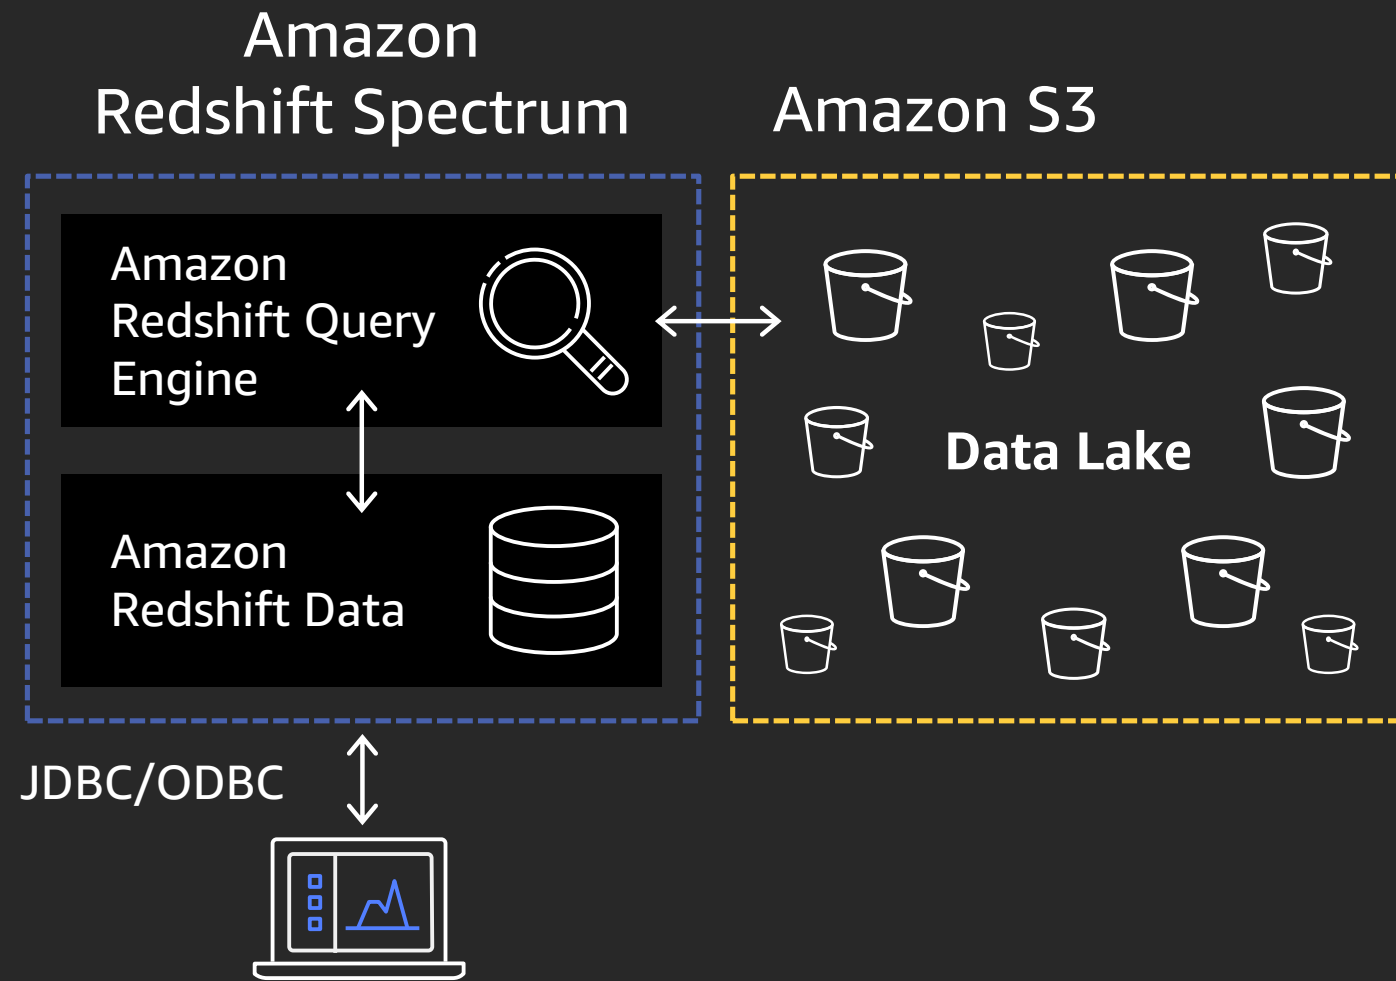 Amazon
Redshift Spectrum
Amazon S3
Amazon
Redshift Query
Engine
Data Lake
Amazon
Redshift Data
JDBC/ODBC